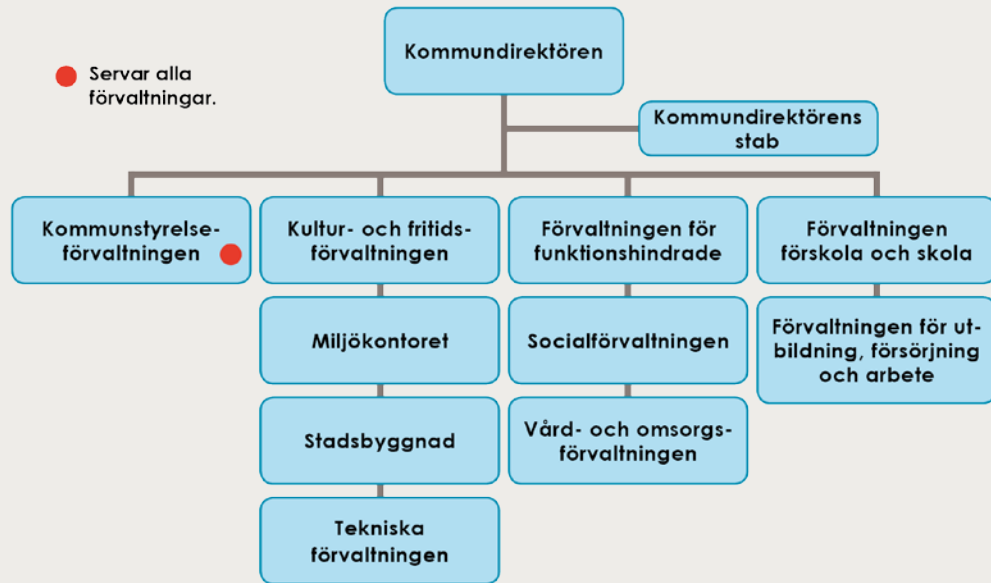 Kommundirektören
Servar alla
förvaltningar.
Kommundirektörens
stab
Kommunstyrelse-
förvaltningen
Kultur- och fritids-
förvaltningen
Förvaltningen för
funktionshindrade
Förvaltningen
förskola och skola
Miljökontoret
Socialförvaltningen
Förvaltningen för ut-
bildning, försörjning
och arbete
Stadsbyggnad
Vård- och omsorgs-
förvaltningen
Tekniska
förvaltningen